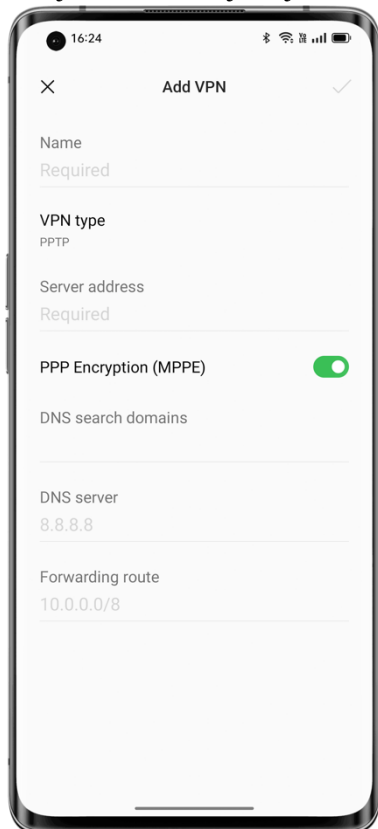 16:24
Add VPN
Name
Required
VPN type
PPTP
Server address
Required
PPP Encryption (MPPE)
DNS search domains
DNS server
8.8.8.8
Forwarding route
10.0.0.0/8